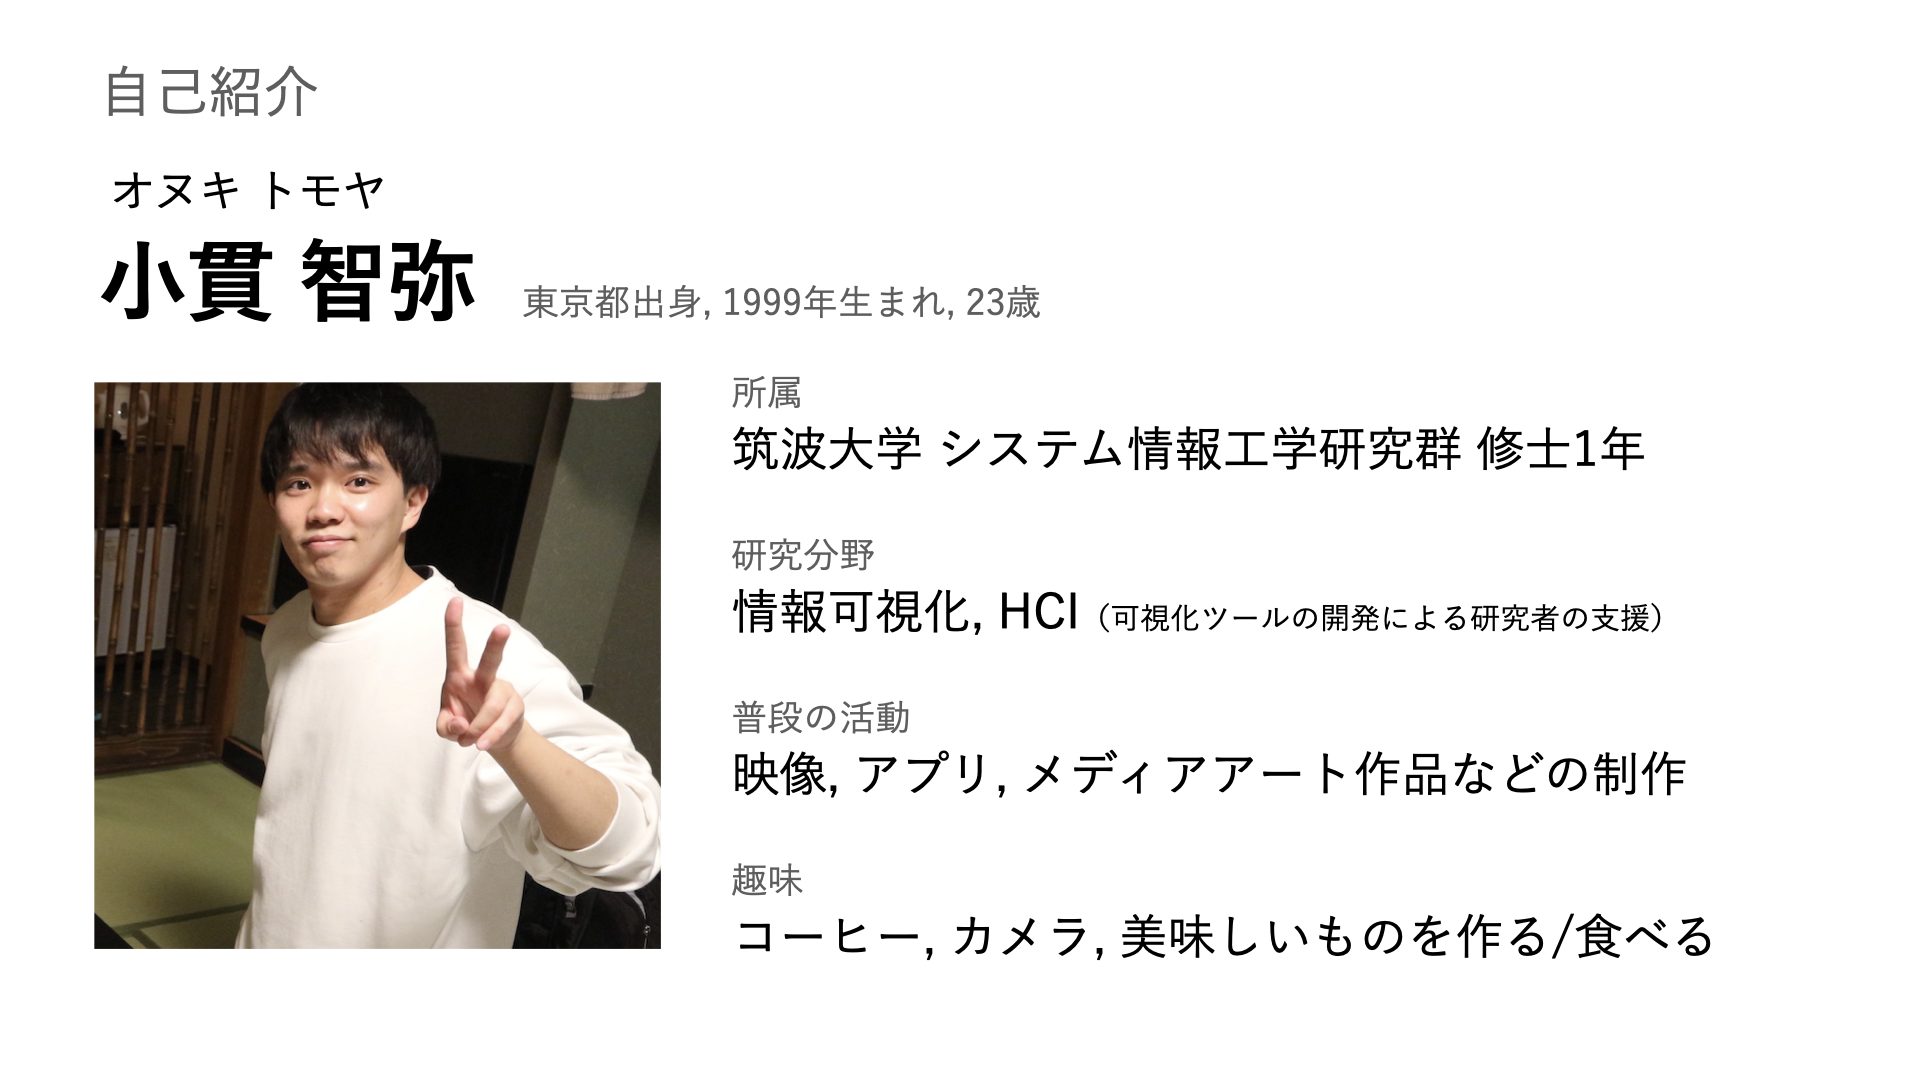 自己紹介
オヌキ トモヤ
小貫 智弥 東京都出身, 1999年生まれ, 23歳
所属
筑波大学 システム情報工学研究群 修士1年
研究分野
情報可視化, HCI（可視化ツールの開発による研究者の支援）
普段の活動
映像, アプリ, メディアアート作品などの制作
趣味
コーヒー, カメラ, 美味しいものを作る/食べる